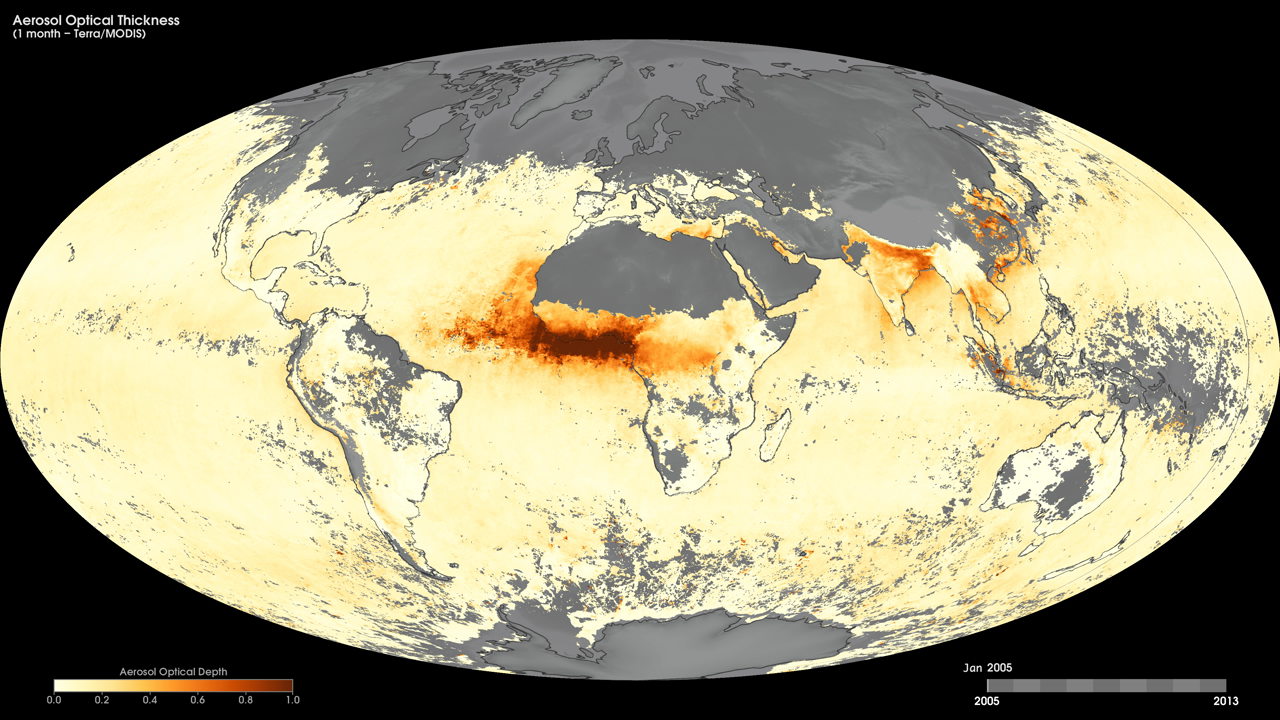 Aerosol Optical Thickness
(1 month – Terra/MODIS)
Aerosol Optical Depth
0.0 0.2 0.4 0.6 0.8 1.0
Jan 2005
2005 2013